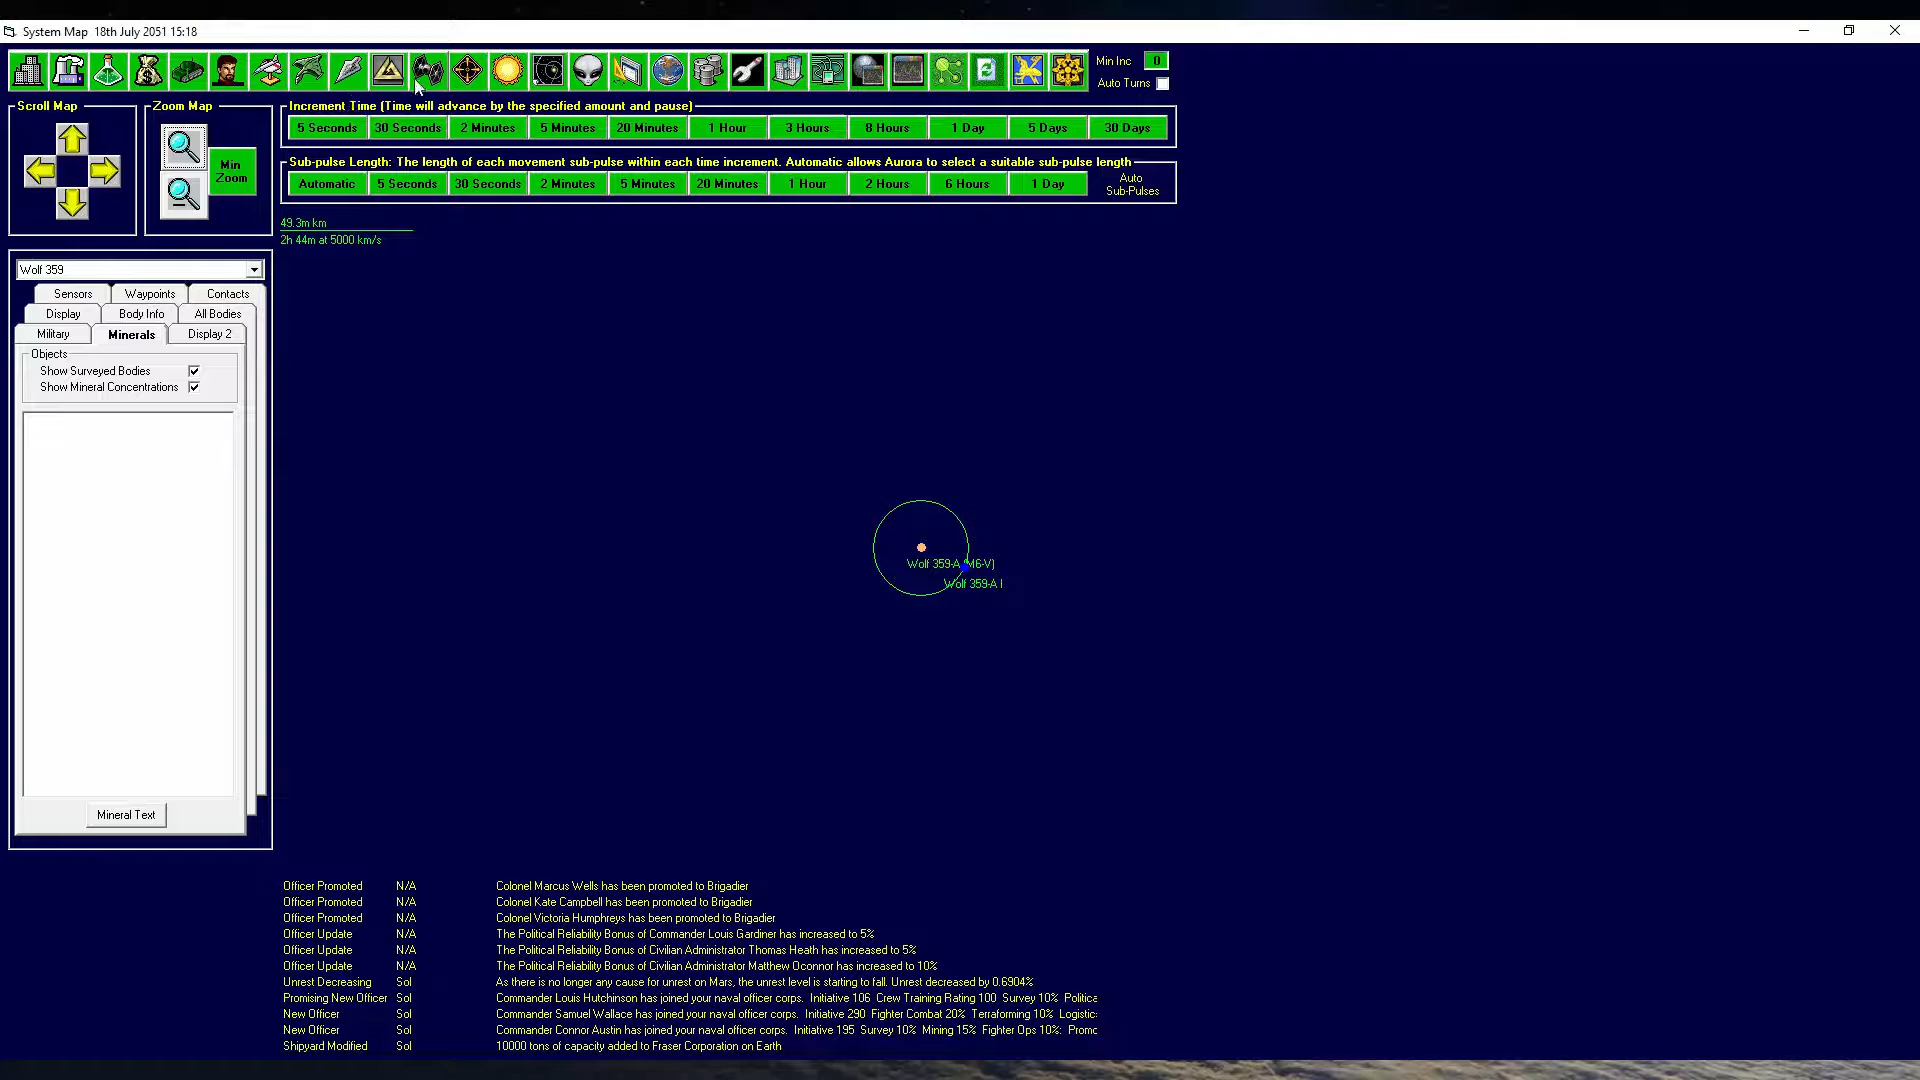 System Map 18th July 2051 15:18
Min Inc 0
Auto Turns
Scroll Map
Zoom Map
Min Zoom
Increment Time (Time will advance by the specified amount and pause)
5 Seconds 30 Seconds 2 Minutes 5 Minutes 20 Minutes 1 Hour 3 Hours 8 Hours 1 Day 5 Days 30 Days
Sub-pulse Length: The length of each movement sub-pulse within each time increment. Automatic allows Aurora to select a suitable sub-pulse length
Automatic 5 Seconds 30 Seconds 2 Minutes 5 Minutes 20 Minutes 1 Hour 2 Hours 6 Hours 1 Day
Auto
Sub-Pulses
49.3m km
2h 44m at 5000 km/s
Wolf 359
Sensors Waypoints Contacts
Display Body Info All Bodies
Military Minerals Display 2
Objects
Show Surveyed Bodies
Show Mineral Concentrations
Mineral Text
Wolf 359-A (M6-V)
Wolf 359-A I
Officer Promoted N/A Colonel Marcus Wells has been promoted to Brigadier
Officer Promoted N/A Colonel Kate Campbell has been promoted to Brigadier
Officer Promoted N/A Colonel Victoria Humphreys has been promoted to Brigadier
Officer Update N/A The Political Reliability Bonus of Commander Louis Gardiner has increased to 5%
Officer Update N/A The Political Reliability Bonus of Civilian Administrator Thomas Heath has increased to 5%
Officer Update N/A The Political Reliability Bonus of Civilian Administrator Matthew Oconnor has increased to 10%
Unrest Decreasing Sol As there is no longer any cause for unrest on Mars, the unrest level is starting to fall. Unrest decreased by 0.6904%
Promising New Officer Sol Commander Louis Hutchinson has joined your naval officer corps. Initiative 106 Crew Training Rating 100 Survey 10% Politica
New Officer Sol Commander Samuel Wallace has joined your naval officer corps. Initiative 290 Fighter Combat 20% Terraforming 10% Logistic
New Officer Sol Commander Connor Austin has joined your naval officer corps. Initiative 195 Survey 10% Mining 15% Fighter Ops 10%: Promo
Shipyard Modified Sol 10000 tons of capacity added to Fraser Corporation on Earth